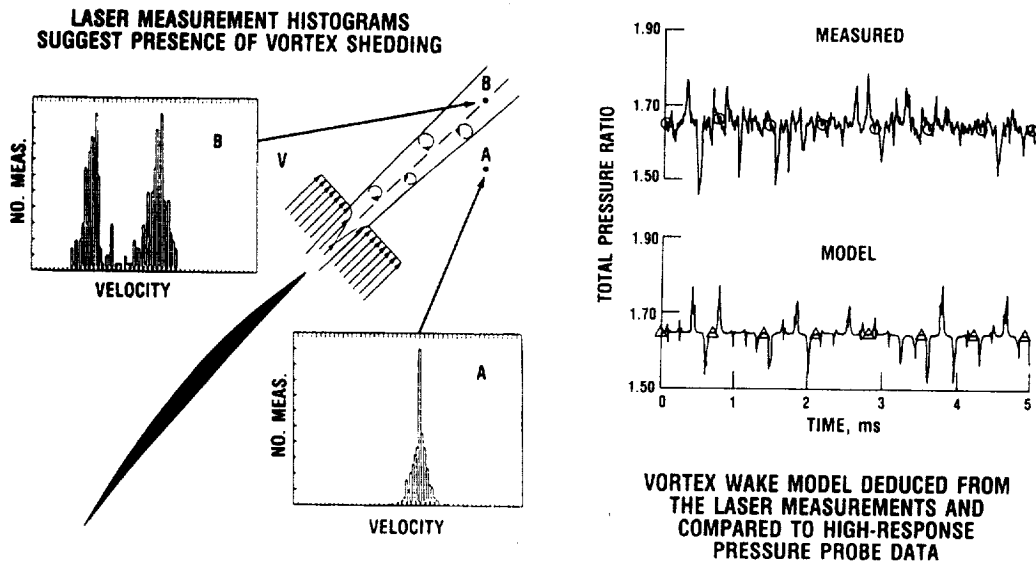 LASER MEASUREMENT HISTOGRAMS
SUGGEST PRESENCE OF VORTEX SHEDDING
B
NO. MEAS.
VELOCITY
V
B
A
A
NO. MEAS.
VELOCITY
MEASURED
1.90
1.70
1.50
TOTAL PRESSURE RATIO
MODEL
1.90
1.70
1.50
0 1 2 3 4 5
TIME, ms
VORTEX WAKE MODEL DEDUCED FROM
THE LASER MEASUREMENTS AND
COMPARED TO HIGH-RESPONSE
PRESSURE PROBE DATA